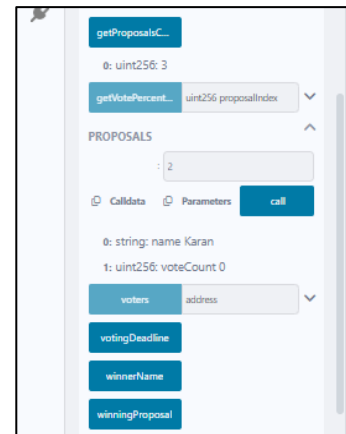 getProposalsC...
0: uint256: 3
getVotePercent... uint256 proposalIndex
PROPOSALS
: 2
Calldata Parameters call
0: string: name Karan
1: uint256: voteCount 0
voters address
votingDeadline
winnerName
winningProposal